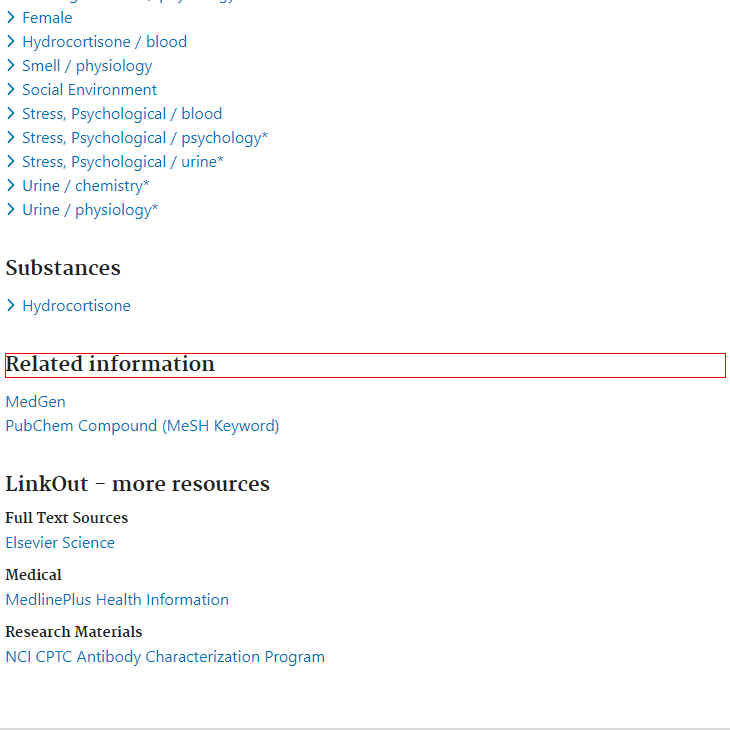 Female
Hydrocortisone / blood
Smell / physiology
Social Environment
Stress, Psychological / blood
Stress, Psychological / psychology*
Stress, Psychological / urine*
Urine / chemistry*
Urine / physiology*
Substances
Hydrocortisone
Related information
MedGen
PubChem Compound (MeSH Keyword)
LinkOut - more resources
Full Text Sources
Elsevier Science
Medical
MedlinePlus Health Information
Research Materials
NCI CPTC Antibody Characterization Program